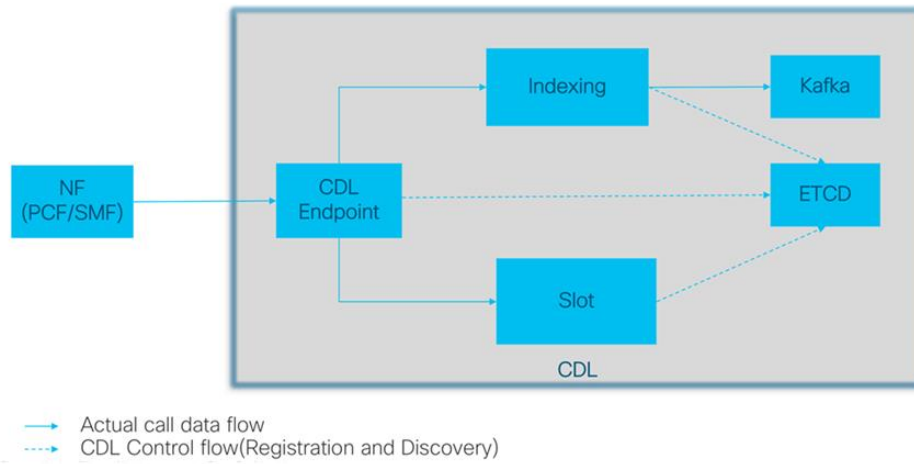 Indexing
Kafka
NF
(PCF/SMF)
CDL
Endpoint
ETCD
Slot
CDL
Actual call data flow
CDL Control flow(Registration and Discovery)